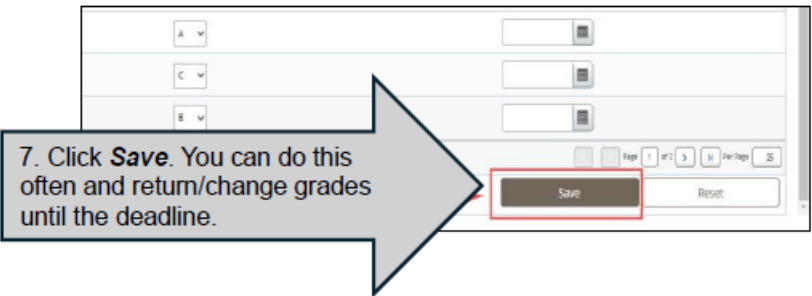 A
C
B
7. Click Save. You can do this
often and return/change grades
until the deadline.
Page 1 of 2 Per Page 25
Save Reset